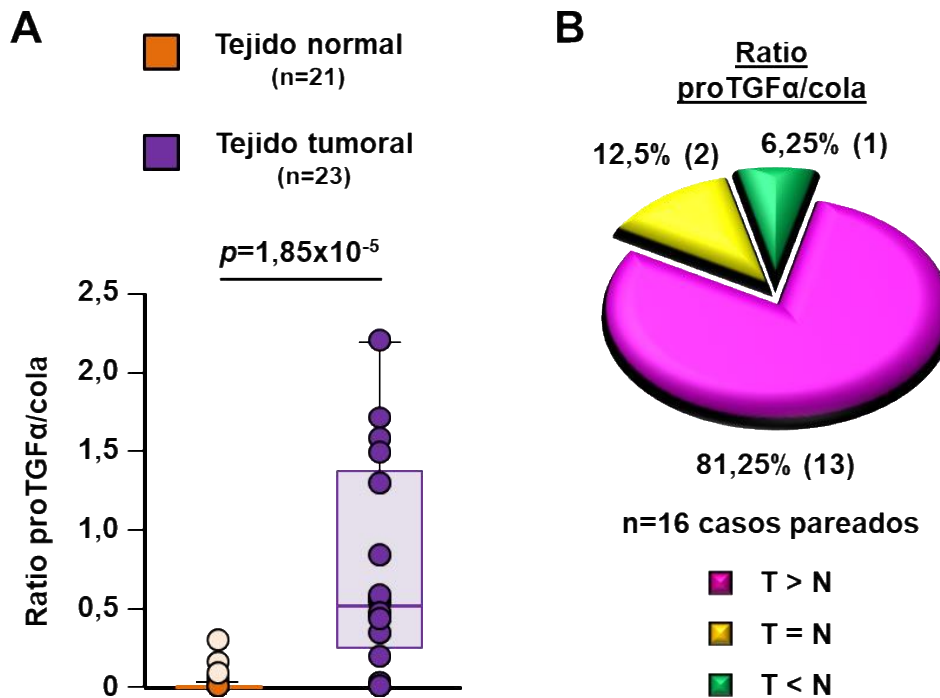 A
Tejido normal
(n=21)
Tejido tumoral
(n=23)
p=1,85x10⁻⁵
2,5
2,0
1,5
1,0
0,5
0
Ratio proTGFα/cola
B
Ratio
proTGFα/cola
12,5% (2)
6,25% (1)
81,25% (13)
n=16 casos pareados
T > N
T = N
T < N